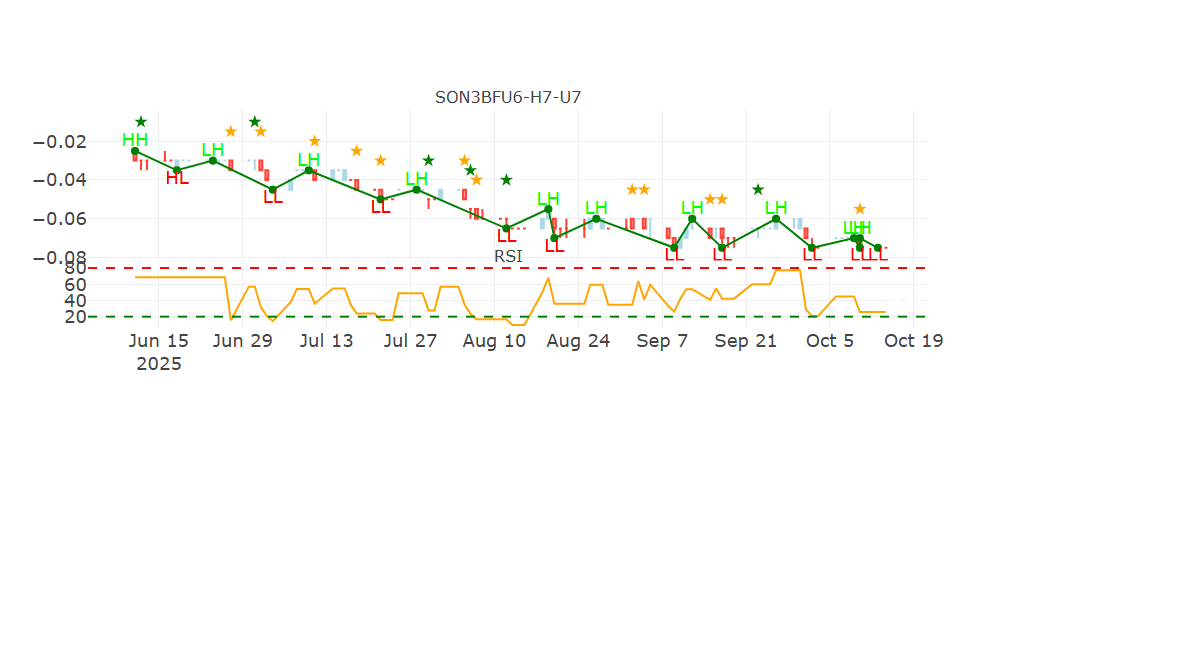 SON3BFU6-H7-U7
HH
LH
LH
LH
LH
LH
LH
LH
LH
HL
LL
LL
LL
LL
LL
LL
LL
LL
−0.02
−0.04
−0.06
−0.08
RSI
80
60
40
20
Jun 15 Jun 29 Jul 13 Jul 27 Aug 10 Aug 24 Sep 7 Sep 21 Oct 5 Oct 19
2025